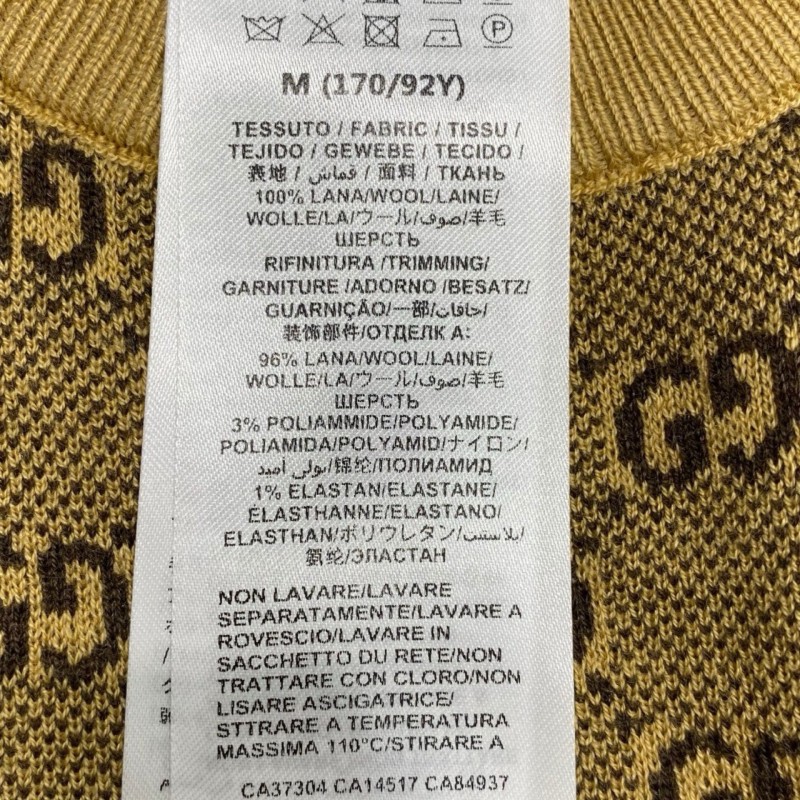 P
M (170/92Y)
TESSUTO / FABRIC / TISSU /
TEJIDO / GEWEBE / TECIDO /
表地 / قماش / 面料 / ТКАНЬ
100% LANA/WOOL/LAINE/
WOLLE/LA/ウール/صوف/羊毛
ШЕРСТЬ
RIFINITURA /TRIMMING/
GARNITURE /ADORNO /BESATZ/
GUARNIÇÃO/一部/حافات/
装饰部件/ОТДЕЛК А:
96% LANA/WOOL/LAINE/
WOLLE/LA/ウール/صوف/羊毛
ШЕРСТЬ
3% POLIAMMIDE/POLYAMIDE/
POLIAMIDA/POLYAMID/ナイロン/
بولي أميد/锦纶/ПОЛИАМИД
1% ELASTAN/ELASTANE/
ELASTHANNE/ELASTANO/
ELASTHAN/ポリウレタン/إيلاستين/
氨纶/ЭЛАСТАН
NON LAVARE/LAVARE
SEPARATAMENTE/LAVARE A
ROVESCIO/LAVARE IN
SACCHETTO DU RETE/NON
TRATTARE CON CLORO/NON
LISARE ASCIGATRICE/
STTRARE A TEMPERATURA
MASSIMA 110°C/STIRARE A
CA37304 CA14517 CA84937